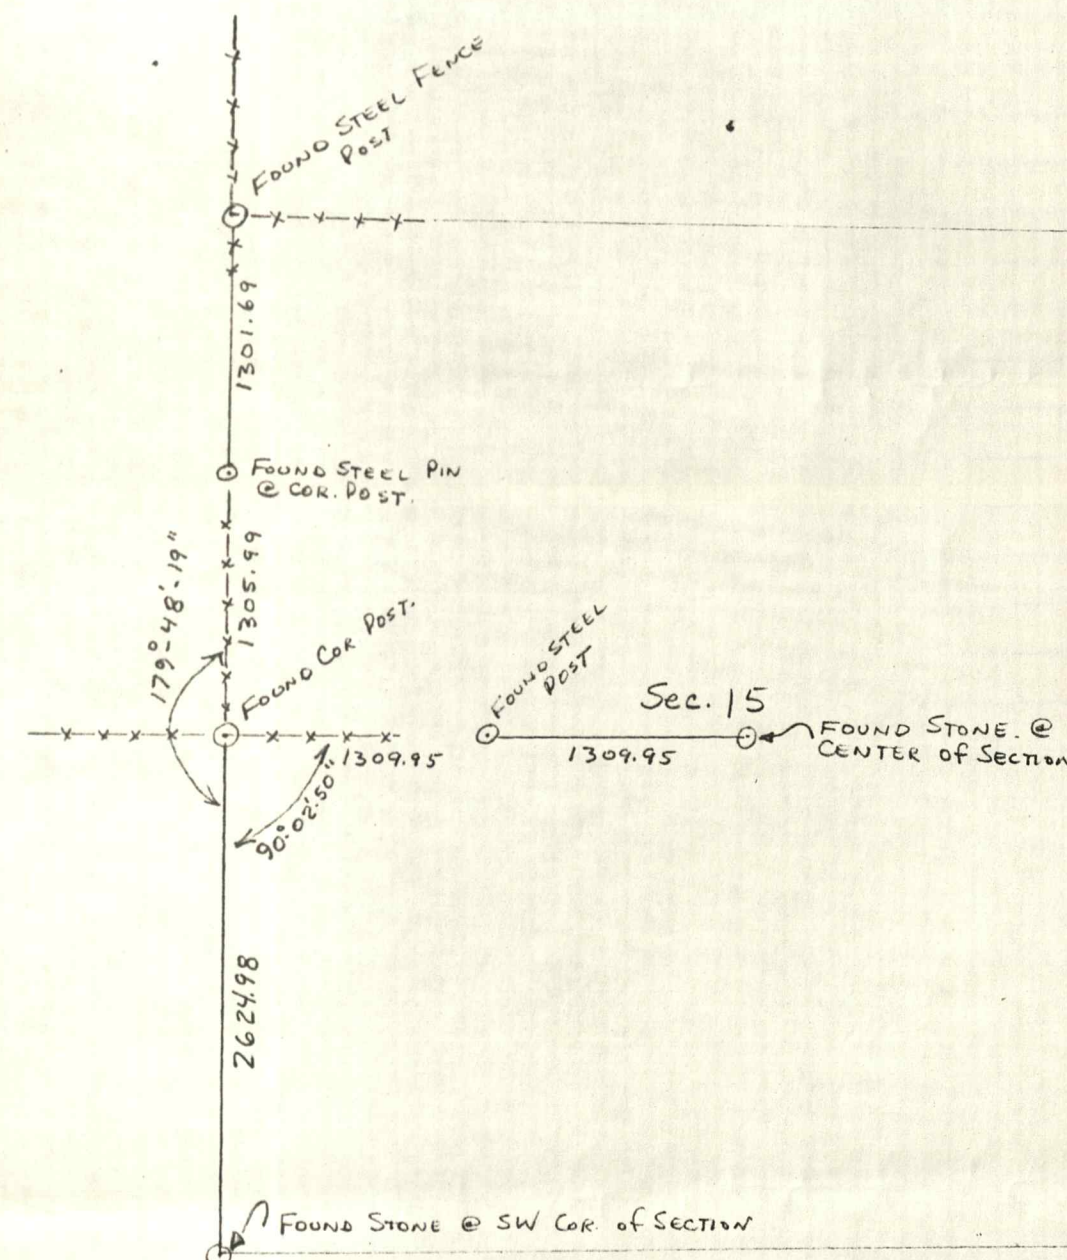 FOUND STEEL FENCE
POST
1301.69
FOUND STEEL PIN
@ COR. POST.
179°-48'-19"
1305.99
FOUND COR POST.
FOUND STEEL
POST
Sec. 15
1309.95
1309.95
FOUND STONE. @
CENTER of SECTION
90°-02'-50"
2624.98
FOUND STONE @ SW COR. of SECTION